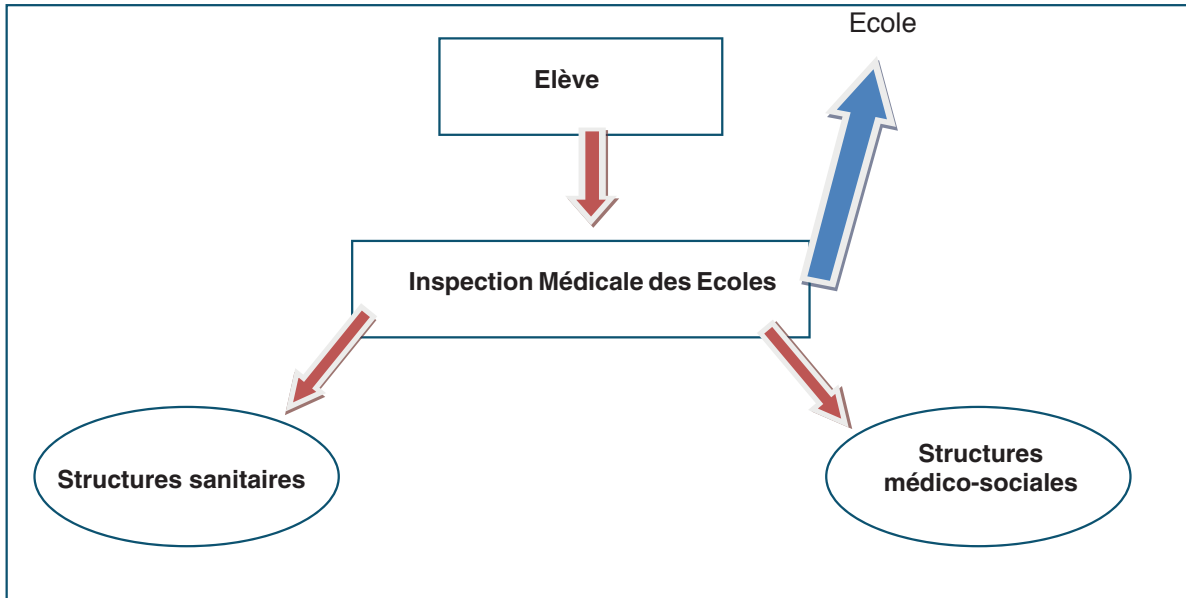 Ecole
Elève
Inspection Médicale des Ecoles
Structures sanitaires
Structures
médico-sociales